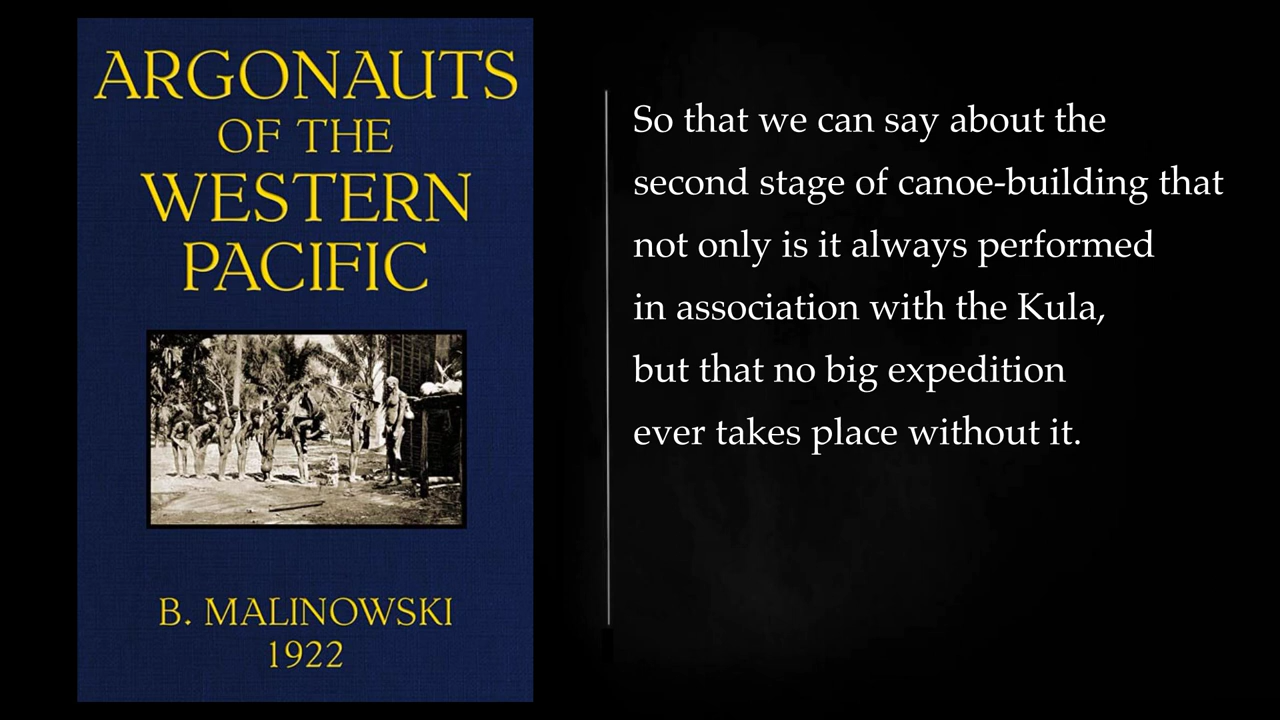 ARGONAUTS
OF THE
WESTERN
PACIFIC
B. MALINOWSKI
1922
So that we can say about the
second stage of canoe-building that
not only is it always performed
in association with the Kula,
but that no big expedition
ever takes place without it.